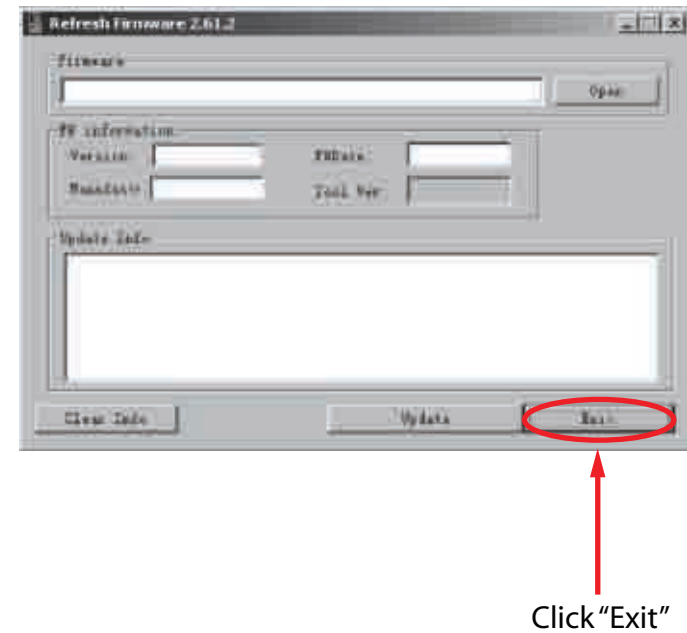 Refresh Firmware 2.61.2
Firmware
Open
FW information
Version
FWDate
Tool Ver
Update Info
Clear Info
Update
Exit
Click “Exit”